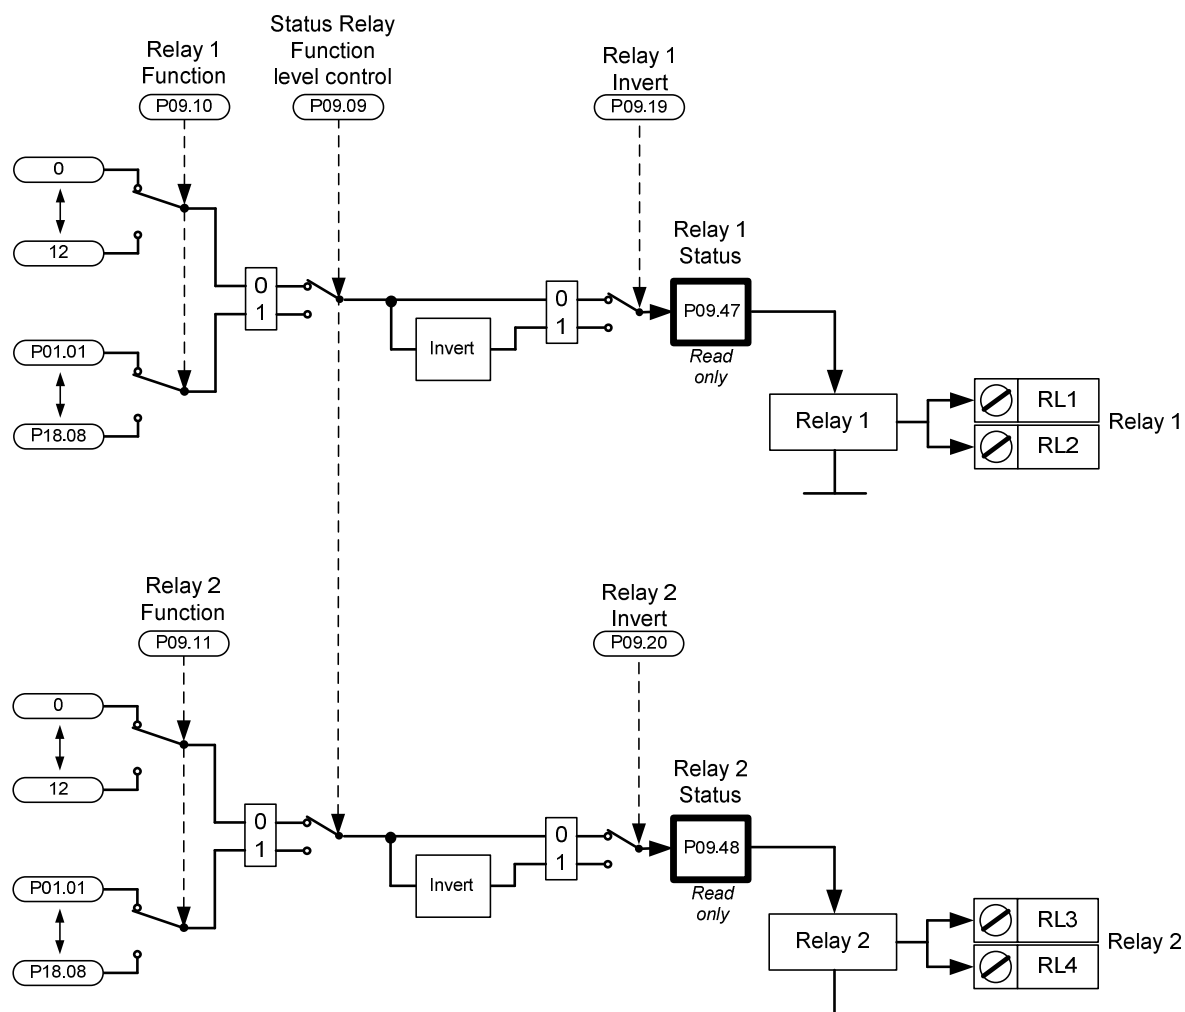 Relay 1
Function
P09.10
Status Relay
Function
level control
P09.09
Relay 1
Invert
P09.19
0
12
P01.01
P18.08
0
1
Invert
0
1
Relay 1
Status
P09.47
Read
only
Relay 1
RL1
RL2
Relay 1
Relay 2
Function
P09.11
Relay 2
Invert
P09.20
0
12
P01.01
P18.08
0
1
Invert
0
1
Relay 2
Status
P09.48
Read
only
Relay 2
RL3
RL4
Relay 2